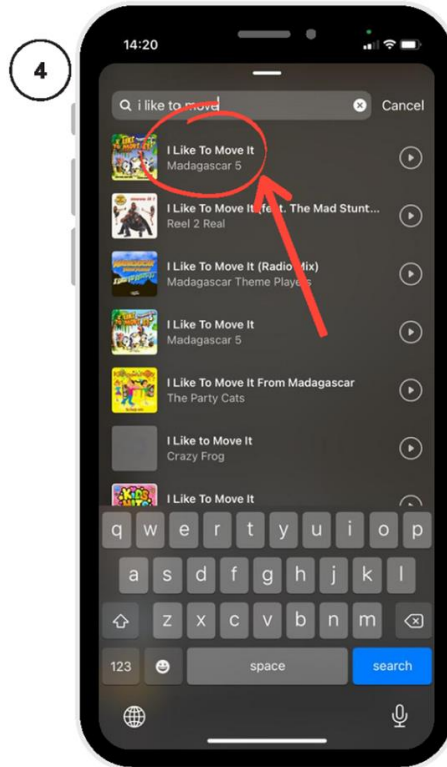 4
14:20
i like to move
Cancel
I Like To Move It
Madagascar 5
I Like To Move It (feat. The Mad Stunt...
Reel 2 Real
I Like To Move It (Radio Mix)
Madagascar Theme Players
I Like To Move It
Madagascar 5
I Like To Move It From Madagascar
The Party Cats
I Like to Move It
Crazy Frog
I Like To Move It
q w e r t y u i o p
a s d f g h j k l
z x c v b n m
123 space search